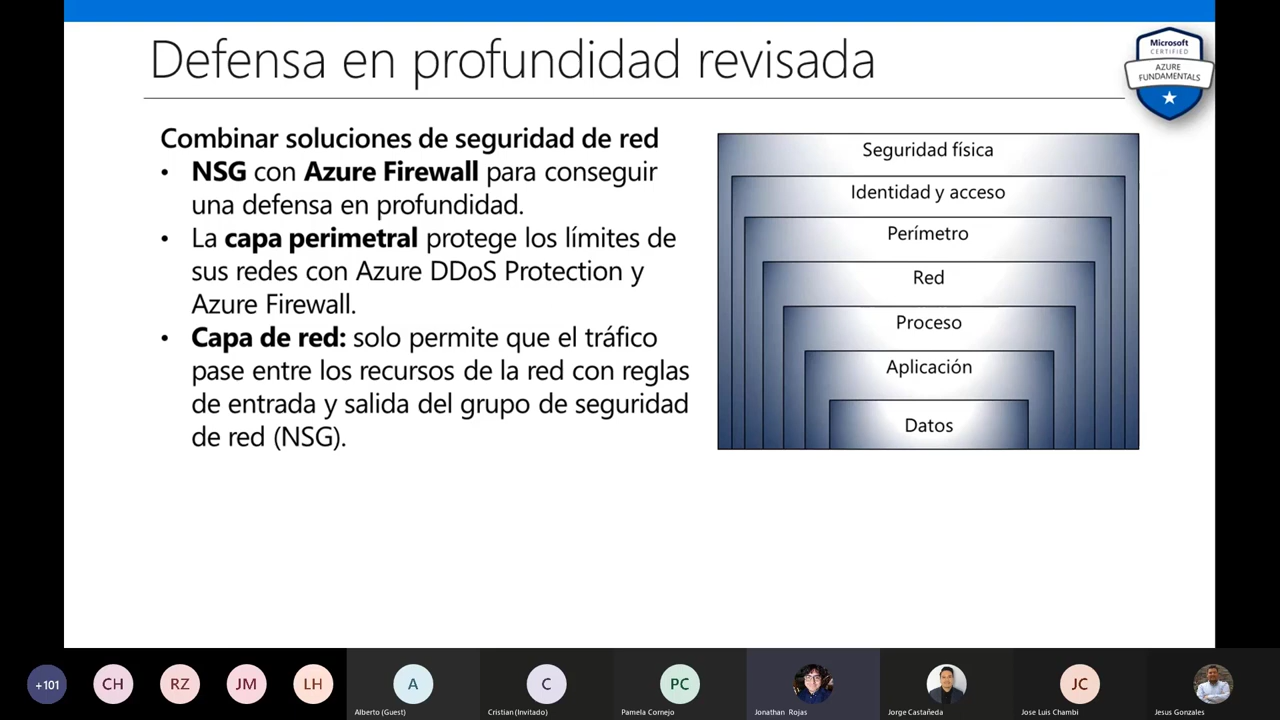 Defensa en profundidad revisada
Microsoft
CERTIFIED
AZURE
FUNDAMENTALS
Combinar soluciones de seguridad de red
• NSG con Azure Firewall para conseguir
una defensa en profundidad.
• La capa perimetral protege los límites de
sus redes con Azure DDoS Protection y
Azure Firewall.
• Capa de red: solo permite que el tráfico
pase entre los recursos de la red con reglas
de entrada y salida del grupo de seguridad
de red (NSG).
Seguridad física
Identidad y acceso
Perímetro
Red
Proceso
Aplicación
Datos
+101
CH
RZ
JM
LH
A
Alberto (Guest)
C
Cristian (Invitado)
PC
Pamela Cornejo
Jonathan Rojas
Jorge Castañeda
JC
Jose Luis Chambi
Jesus Gonzales